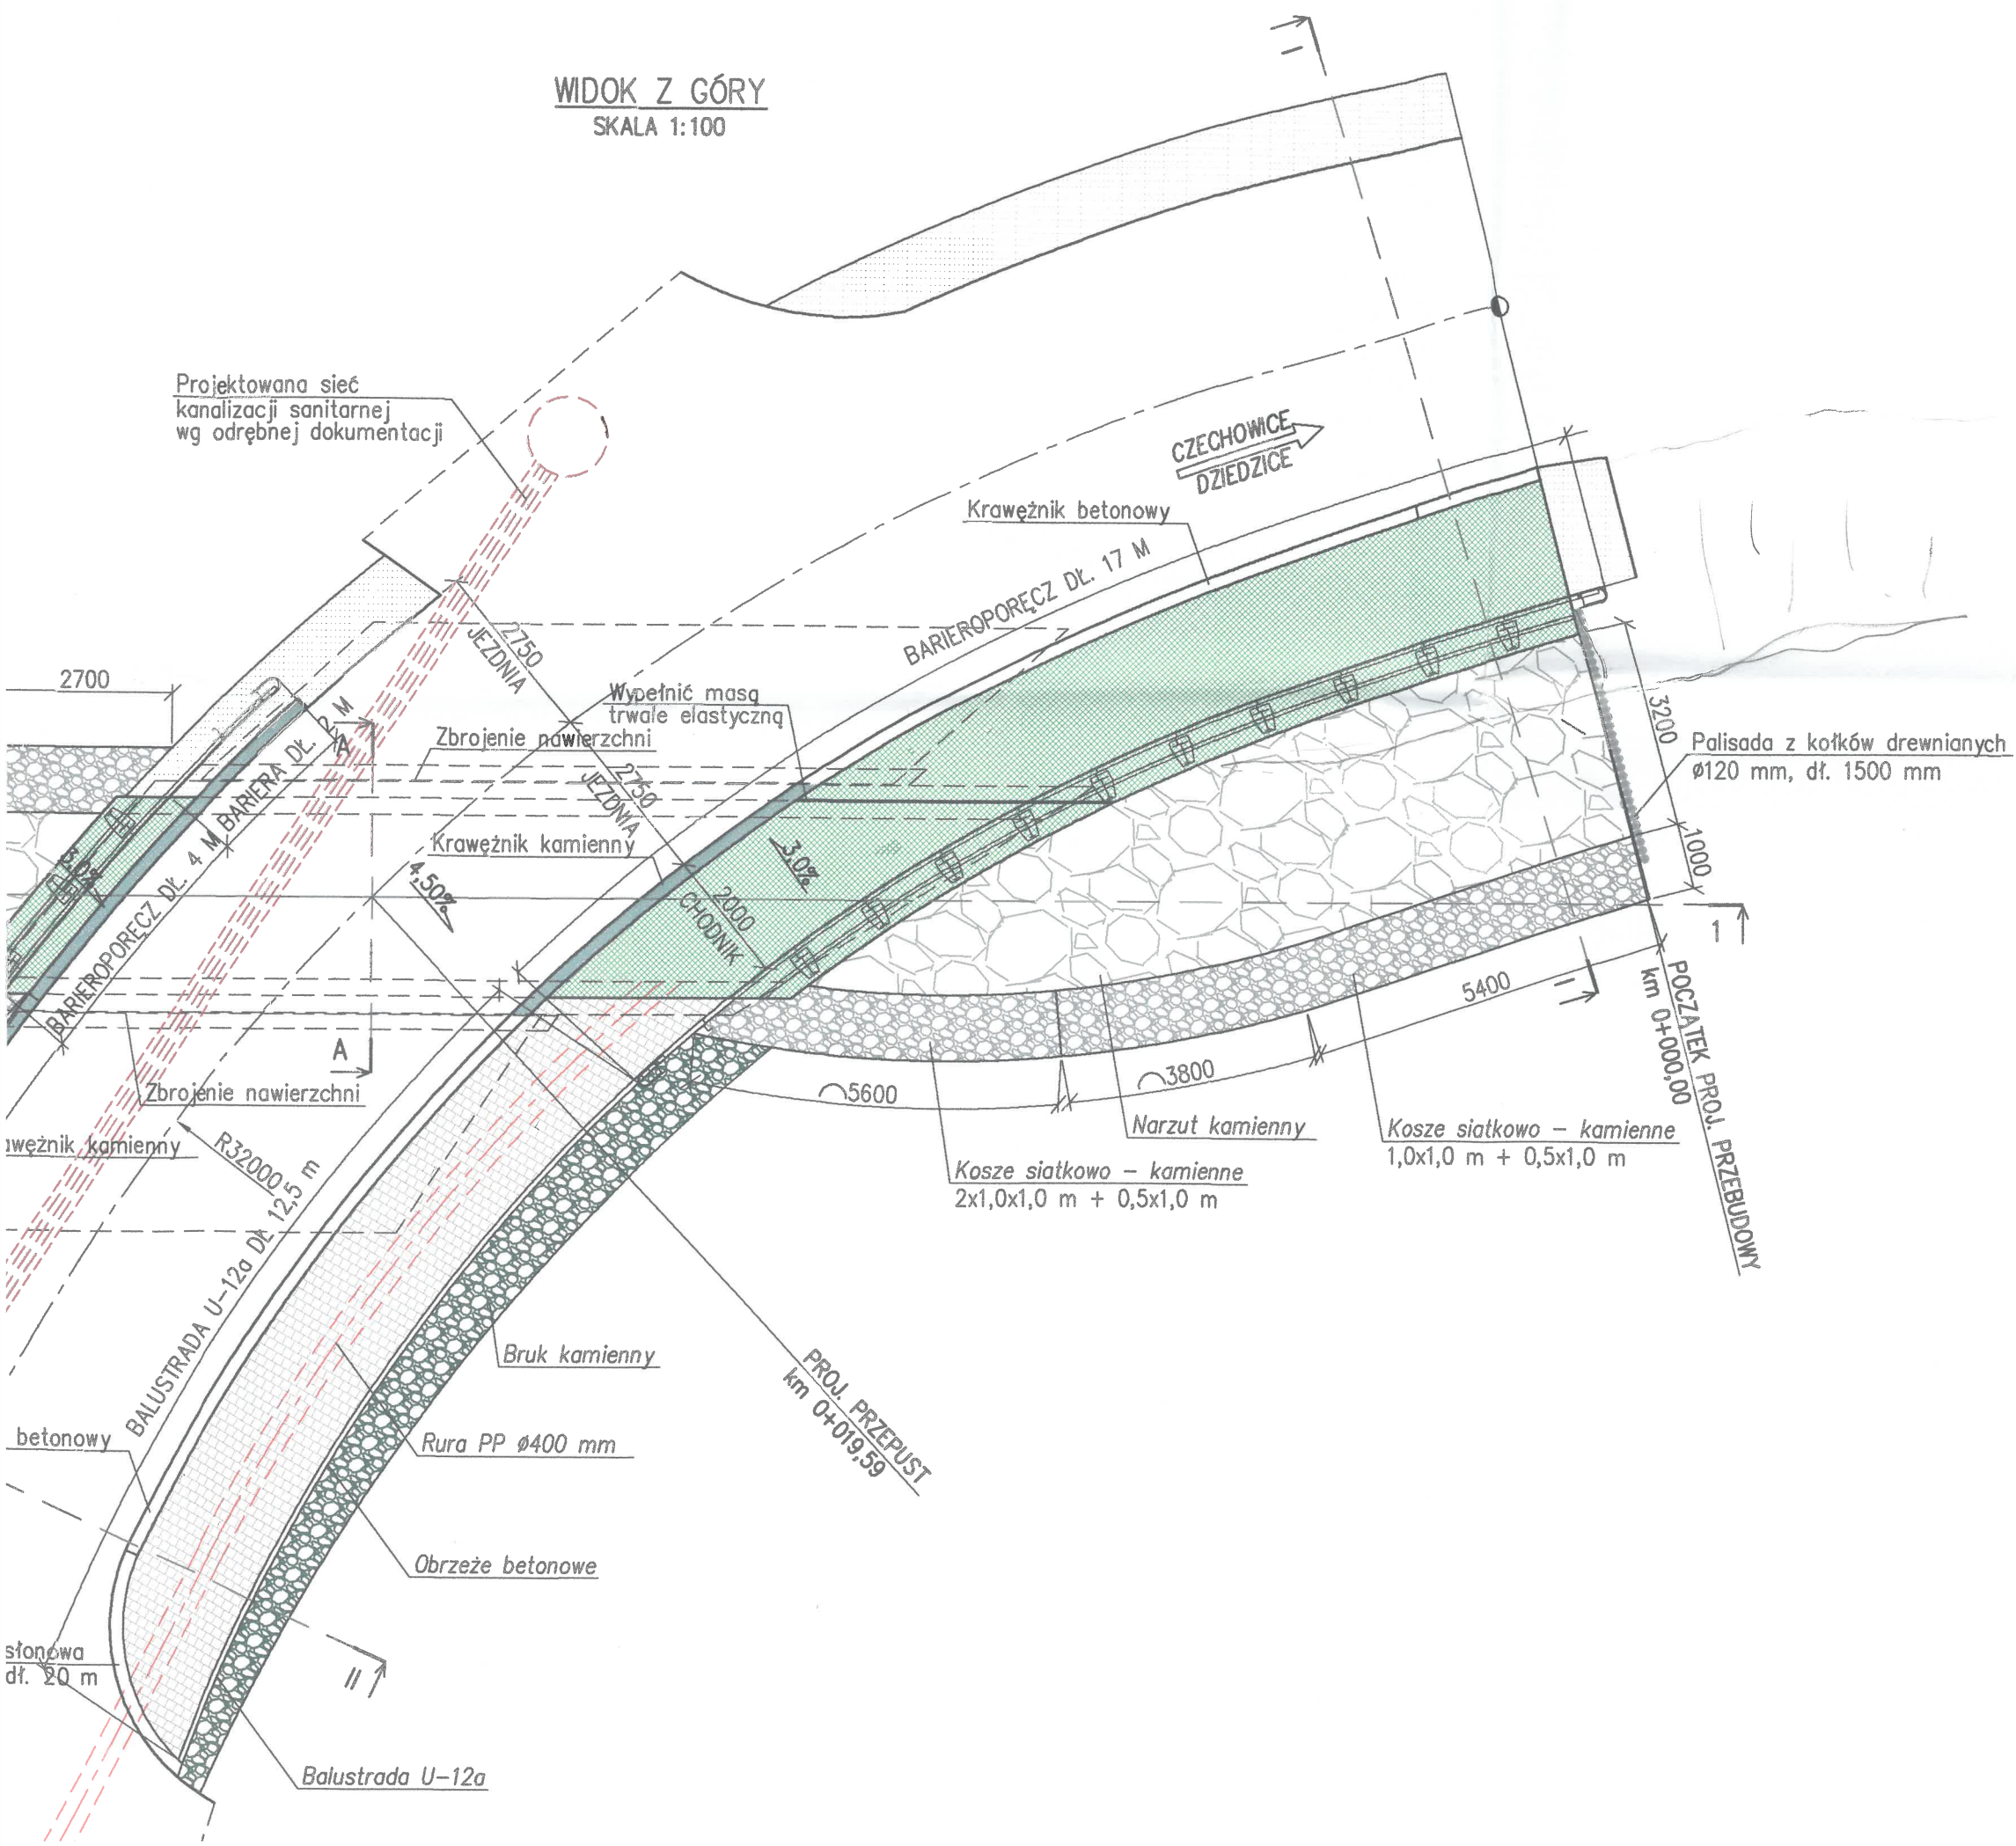 WIDOK Z GÓRY
SKALA 1:100
I
Projektowana sieć
kanalizacji sanitarnej
wg odrębnej dokumentacji
CZECHOWICE
DZIEDZICE
Krawężnik betonowy
BARIEROPORĘCZ DŁ. 17 M
2750
JEZDNIA
2700
Wypełnić masą
trwale elastyczną
Zbrojenie nawierzchni
2 M
A
BARIERA DŁ.
2750
JEZDNIA
3200
Palisada z kołków drewnianych
ø120 mm, dł. 1500 mm
Krawężnik kamienny
3,0%
3,0%
4,50%
1000
2000
CHODNIK
BARIEROPORĘCZ DŁ. 4 M
1
I
5400
POCZĄTEK PROJ. PRZEBUDOWY
km 0+000,00
A
Zbrojenie nawierzchni
5600
3800
Narzut kamienny
Kosze siatkowo – kamienne
1,0x1,0 m + 0,5x1,0 m
awężnik kamienny
R32000
Kosze siatkowo – kamienne
2x1,0x1,0 m + 0,5x1,0 m
BALUSTRADA U–12a DŁ. 12,5 m
Bruk kamienny
PROJ. PRZEPUST
km 0+019,59
betonowy
Rura PP ø400 mm
Obrzeże betonowe
słonowa
dł. 20 m
II
Balustrada U–12a